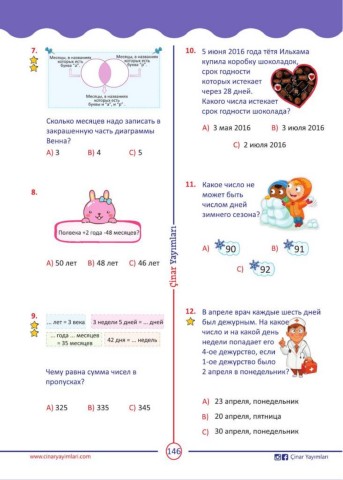 7.
Месяцы, в названиях
которых есть
буква "а".
Месяцы, в названиях
которых есть
буква "р".
Месяцы, в названиях
которых есть
буквы и "а", и "р".
Сколько месяцев надо записать в
закрашенную часть диаграммы
Венна?
A) 3 B) 4 C) 5
8.
Полвека +2 года -48 месяцев?
A) 50 лет B) 48 лет C) 46 лет
9.
... лет = 3 века
3 недели 5 дней = ... дней
... года ... месяцев
= 35 месяцев
42 дня = ... недель
Чему равна сумма чисел в
пропусках?
A) 325 B) 335 C) 345
Çinar Yayımları
10. 5 июня 2016 года тётя Ильхама
купила коробку шоколадок,
срок годности
которых истекает
через 28 дней.
Какого числа истекает
срок годности шоколада?
A) 3 мая 2016 B) 3 июля 2016
C) 2 июля 2016
11. Какое число не
может быть
числом дней
зимнего сезона?
A) 90 B) 91
C) 92
12. В апреле врач каждые шесть дней
был дежурным. На какое
число и на какой день
недели попадает его
4-ое дежурство, если
1-ое дежурство было
2 апреля в понедельник?
A) 23 апреля, понедельник
B) 20 апреля, пятница
C) 30 апреля, понедельник
www.cinaryayimlari.com
146
Çinar Yayımları